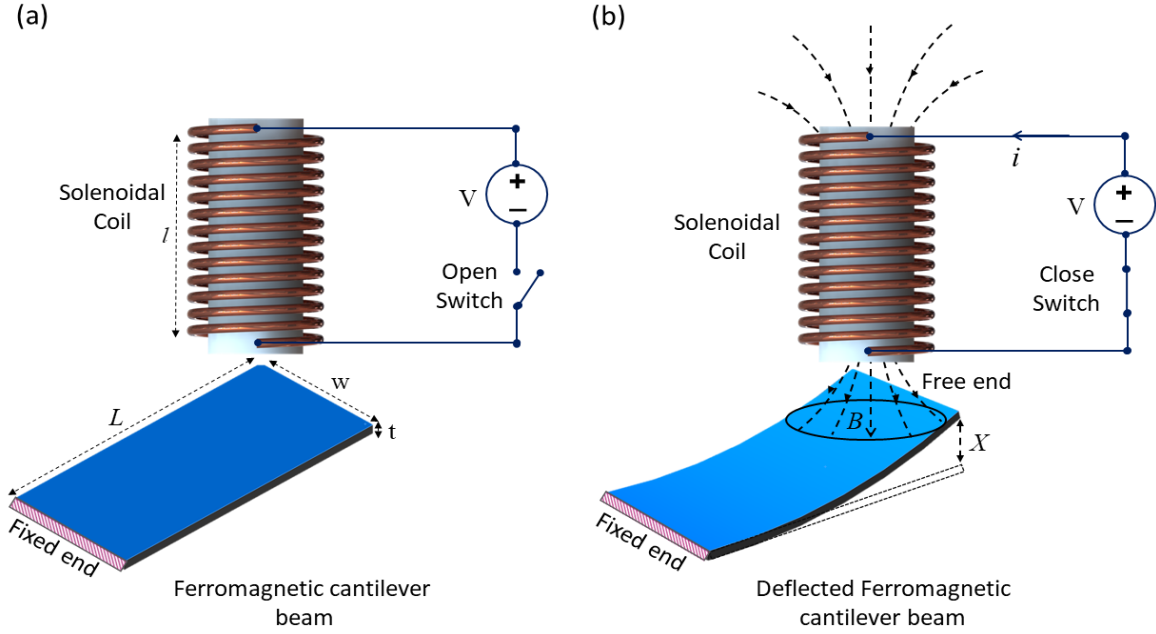 (a)
Solenoidal
Coil
l
V
+
−
Open
Switch
L
w
t
Fixed end
Ferromagnetic cantilever
beam
(b)
i
Solenoidal
Coil
V
+
−
Close
Switch
Free end
B
X
Fixed end
Deflected Ferromagnetic
cantilever beam